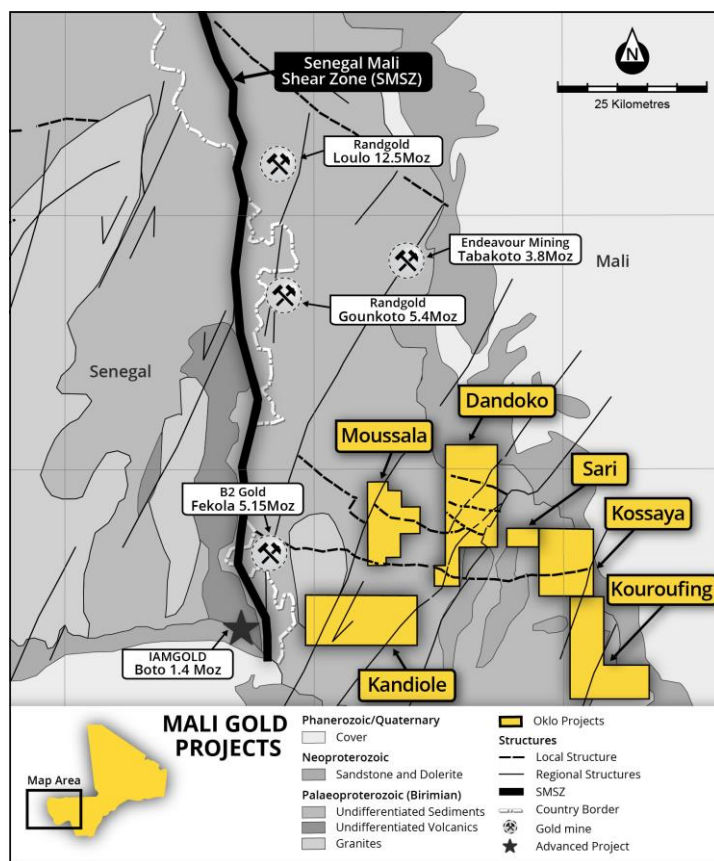 N
25 Kilometres
Senegal Mali
Shear Zone (SMSZ)
Randgold
Loulo 12.5Moz
Endeavour Mining
Tabakoto 3.8Moz
Mali
Randgold
Gounkoto 5.4Moz
Senegal
Dandoko
Moussala
Sari
B2 Gold
Fekola 5.15Moz
Kossaya
Kouroufing
IAMGOLD
Boto 1.4 Moz
Kandiole
MALI GOLD
PROJECTS
Map Area
Phanerozoic/Quaternary
Cover
Neoproterozoic
Sandstone and Dolerite
Palaeoproterozoic (Birimian)
Undifferentiated Sediments
Undifferentiated Volcanics
Granites
Oklo Projects
Structures
Local Structure
Regional Structures
SMSZ
Country Border
Gold mine
Advanced Project